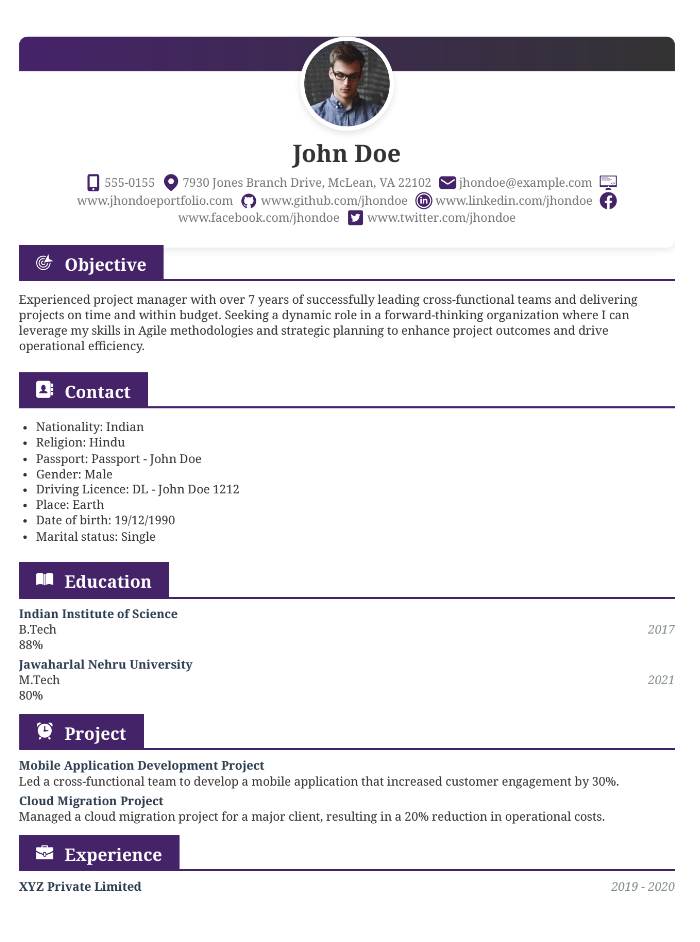 John Doe
555-0155 7930 Jones Branch Drive, McLean, VA 22102 jhondoe@example.com
www.jhondoeportfolio.com www.github.com/jhondoe www.linkedin.com/jhondoe
www.facebook.com/jhondoe www.twitter.com/jhondoe
Objective
Experienced project manager with over 7 years of successfully leading cross-functional teams and delivering
projects on time and within budget. Seeking a dynamic role in a forward-thinking organization where I can
leverage my skills in Agile methodologies and strategic planning to enhance project outcomes and drive
operational efficiency.
Contact
• Nationality: Indian
• Religion: Hindu
• Passport: Passport - John Doe
• Gender: Male
• Driving Licence: DL - John Doe 1212
• Place: Earth
• Date of birth: 19/12/1990
• Marital status: Single
Education
Indian Institute of Science
B.Tech 2017
88%
Jawaharlal Nehru University
M.Tech 2021
80%
Project
Mobile Application Development Project
Led a cross-functional team to develop a mobile application that increased customer engagement by 30%.
Cloud Migration Project
Managed a cloud migration project for a major client, resulting in a 20% reduction in operational costs.
Experience
XYZ Private Limited 2019 - 2020